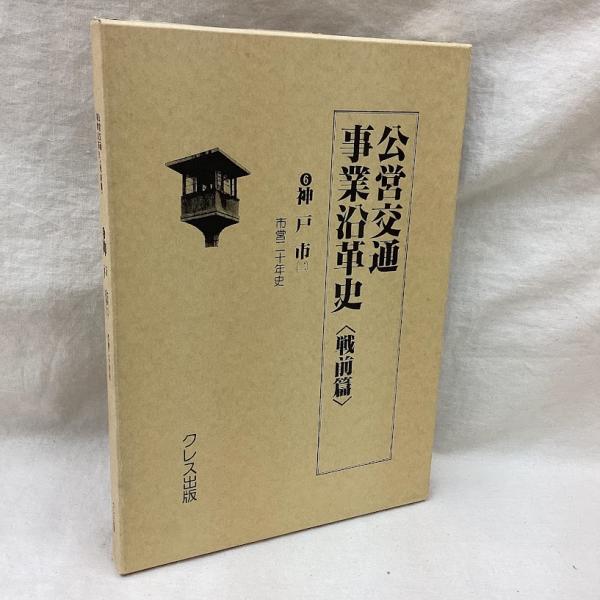 公営交通
事業沿革史
〈戦前篇〉
❻神戸市
市営二十年史
クレス出版